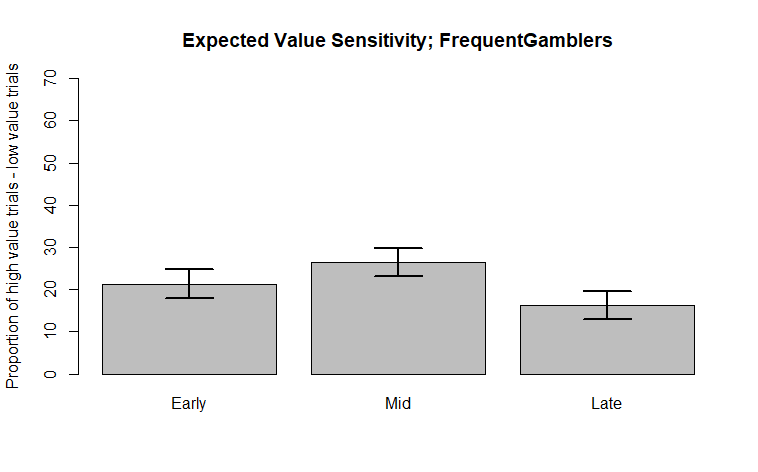 Expected Value Sensitivity; FrequentGamblers
Proportion of high value trials - low value trials
70
60
50
40
30
20
10
0
Early
Mid
Late